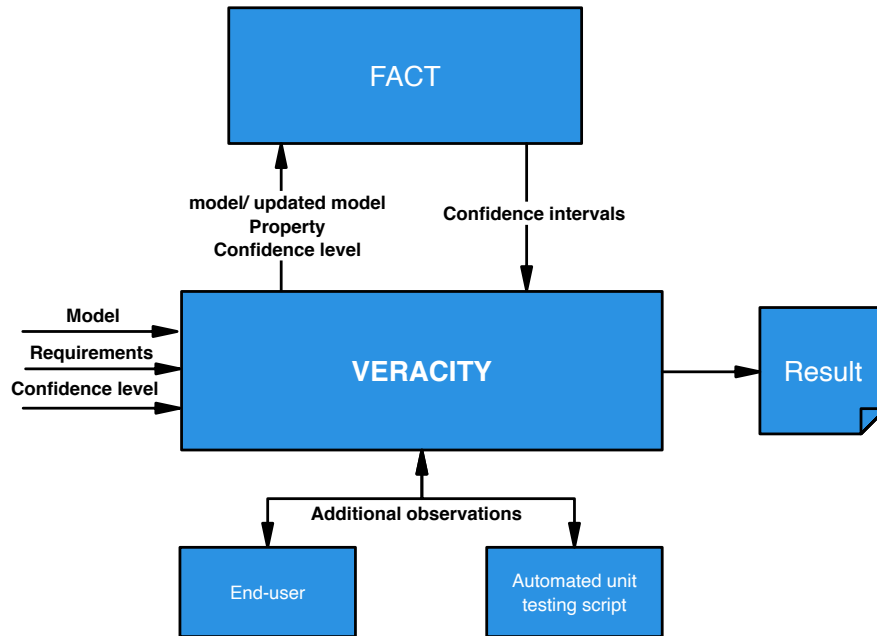 FACT
model/ updated model
Property
Confidence level
Confidence intervals
Model
Requirements
Confidence level
VERACITY
Result
Additional observations
End-user
Automated unit
testing script